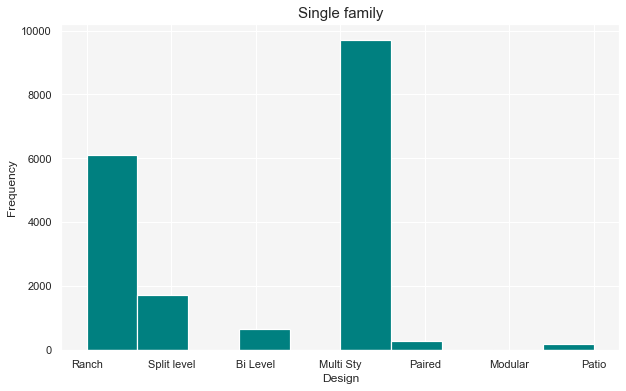 Single family
10000
8000
6000
4000
2000
0
Frequency
Ranch Split level Bi Level Multi Sty Paired Modular Patio
Design